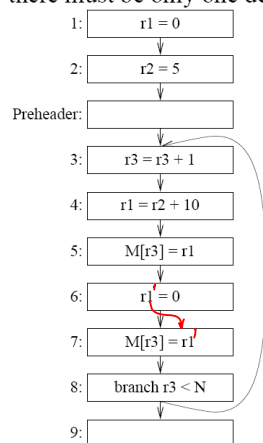 there must be only one de
1: r1 = 0
2: r2 = 5
Preheader:
3: r3 = r3 + 1
4: r1 = r2 + 10
5: M[r3] = r1
6: r1' = 0
7: M[r3] = r1'
8: branch r3 < N
9: